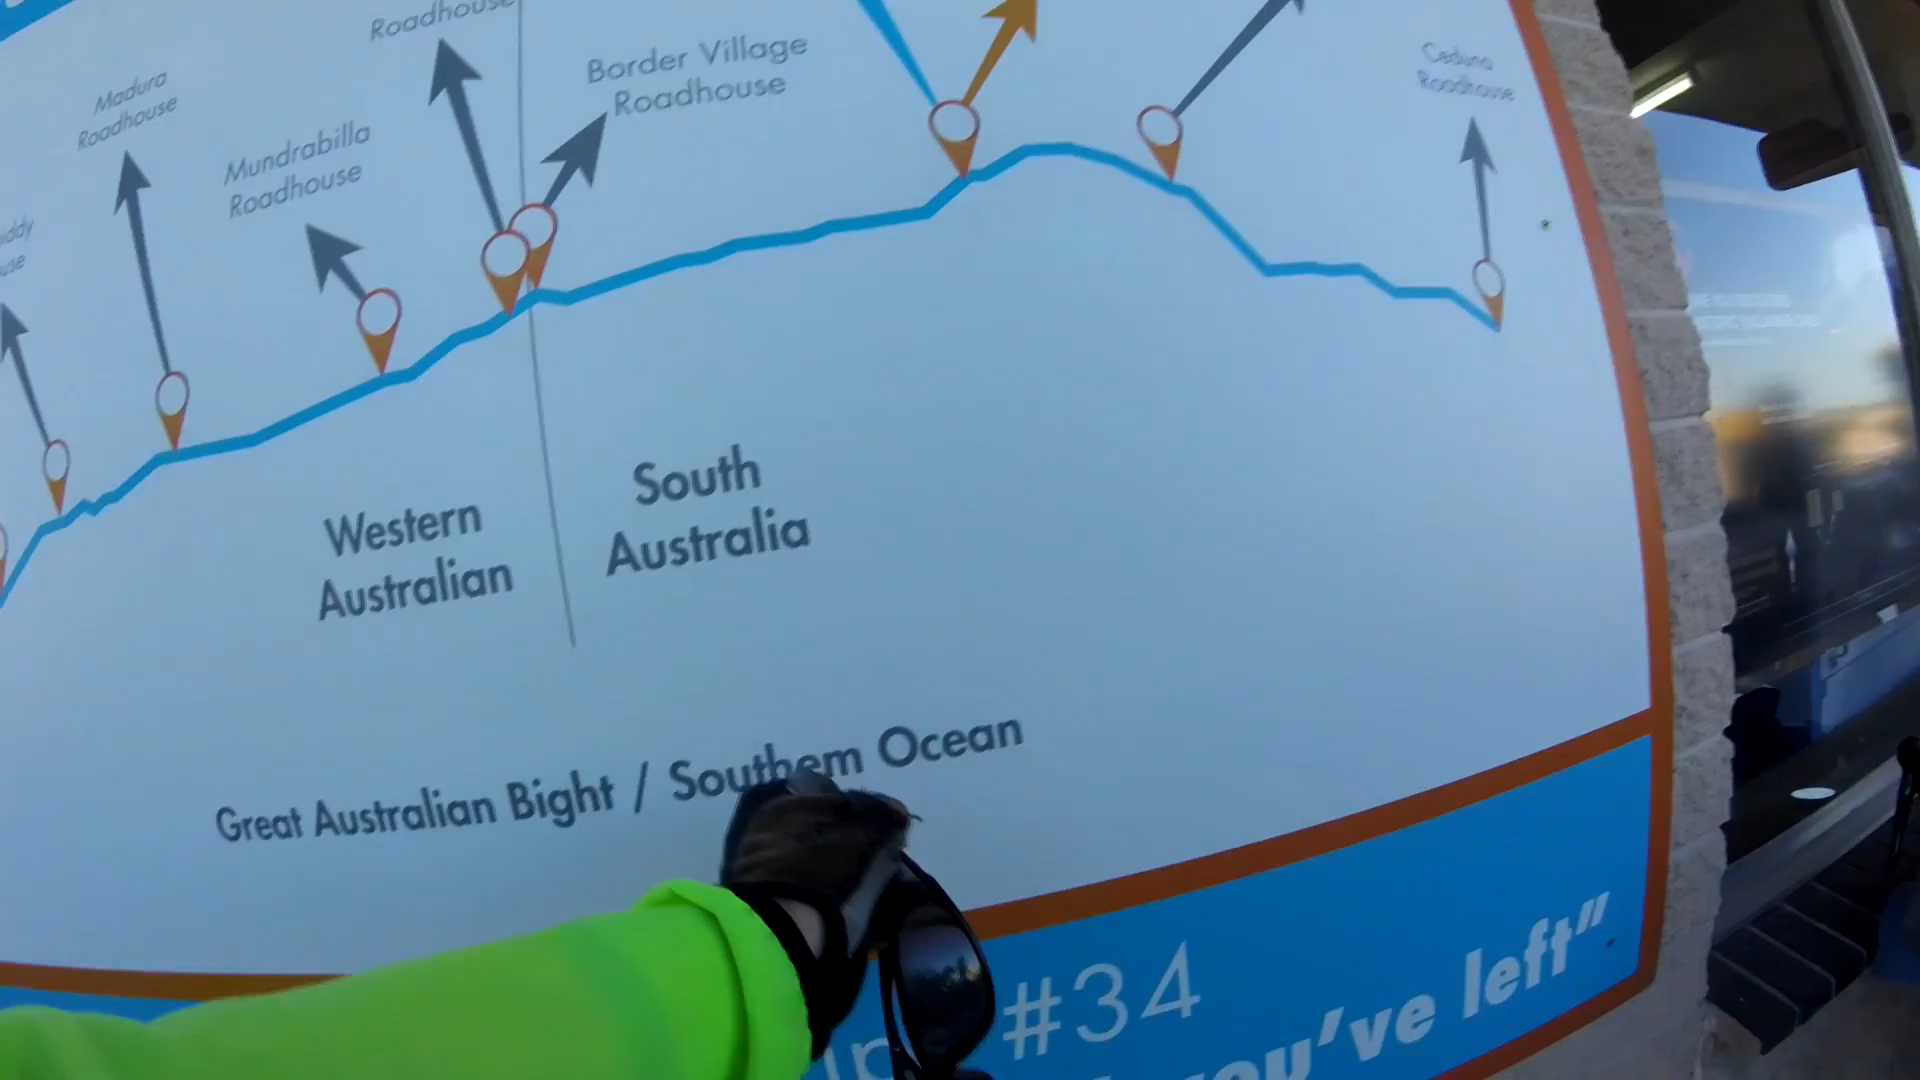 Roadhouse
Border Village
Roadhouse
Ceduna
Roadhouse
Madura
Roadhouse
Mundrabilla
Roadhouse
Western
Australian
South
Australia
Great Australian Bight / Southern Ocean
#34
you've left"